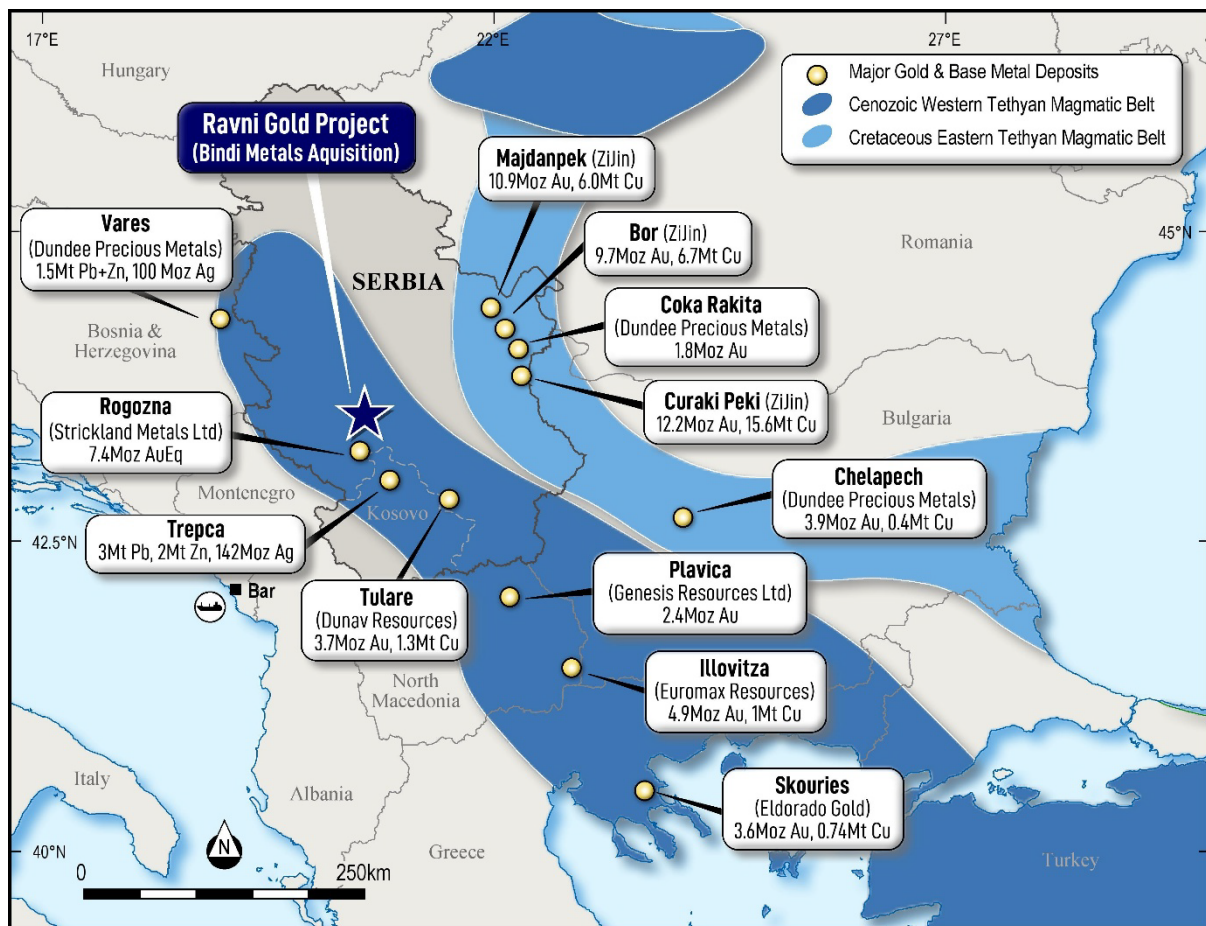 17°E
22°E
27°E
Hungary
Major Gold & Base Metal Deposits
Cenozoic Western Tethyan Magmatic Belt
Cretaceous Eastern Tethyan Magmatic Belt
Ravni Gold Project
(Bindi Metals Aquisition)
Majdanpek (ZiJin)
10.9Moz Au, 6.0Mt Cu
Vares
(Dundee Precious Metals)
1.5Mt Pb+Zn, 100 Moz Ag
Bor (ZiJin)
9.7Moz Au, 6.7Mt Cu
Romania
45°N
SERBIA
Bosnia &
Herzegovina
Coka Rakita
(Dundee Precious Metals)
1.8Moz Au
Rogozna
(Strickland Metals Ltd)
7.4Moz AuEq
Curaki Peki (ZiJin)
12.2Moz Au, 15.6Mt Cu
Bulgaria
Montenegro
Kosovo
Chelapech
(Dundee Precious Metals)
3.9Moz Au, 0.4Mt Cu
Trepca
3Mt Pb, 2Mt Zn, 142Moz Ag
42.5°N
42.5°N
Bar
Tulare
(Dunav Resources)
3.7Moz Au, 1.3Mt Cu
Plavica
(Genesis Resources Ltd)
2.4Moz Au
North
Macedonia
Illovitza
(Euromax Resources)
4.9Moz Au, 1Mt Cu
Italy
Albania
Skouries
(Eldorado Gold)
3.6Moz Au, 0.74Mt Cu
N
40°N
Greece
Turkey
0
250km